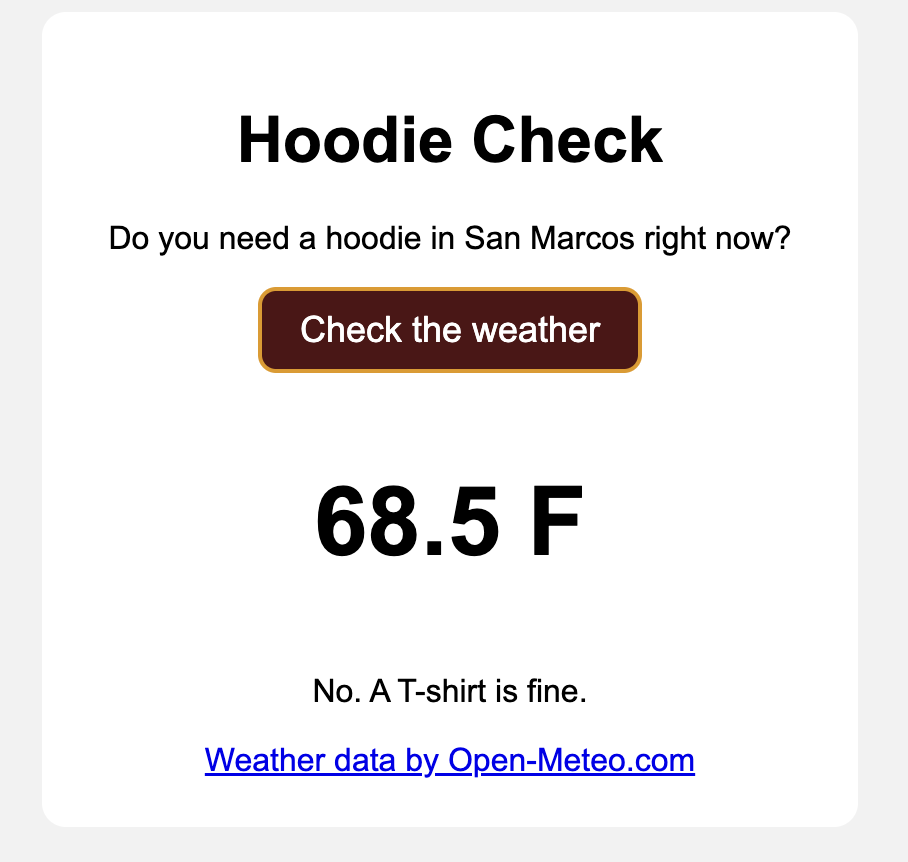 Hoodie Check
Do you need a hoodie in San Marcos right now?
Check the weather
68.5 F
No. A T-shirt is fine.
Weather data by Open-Meteo.com